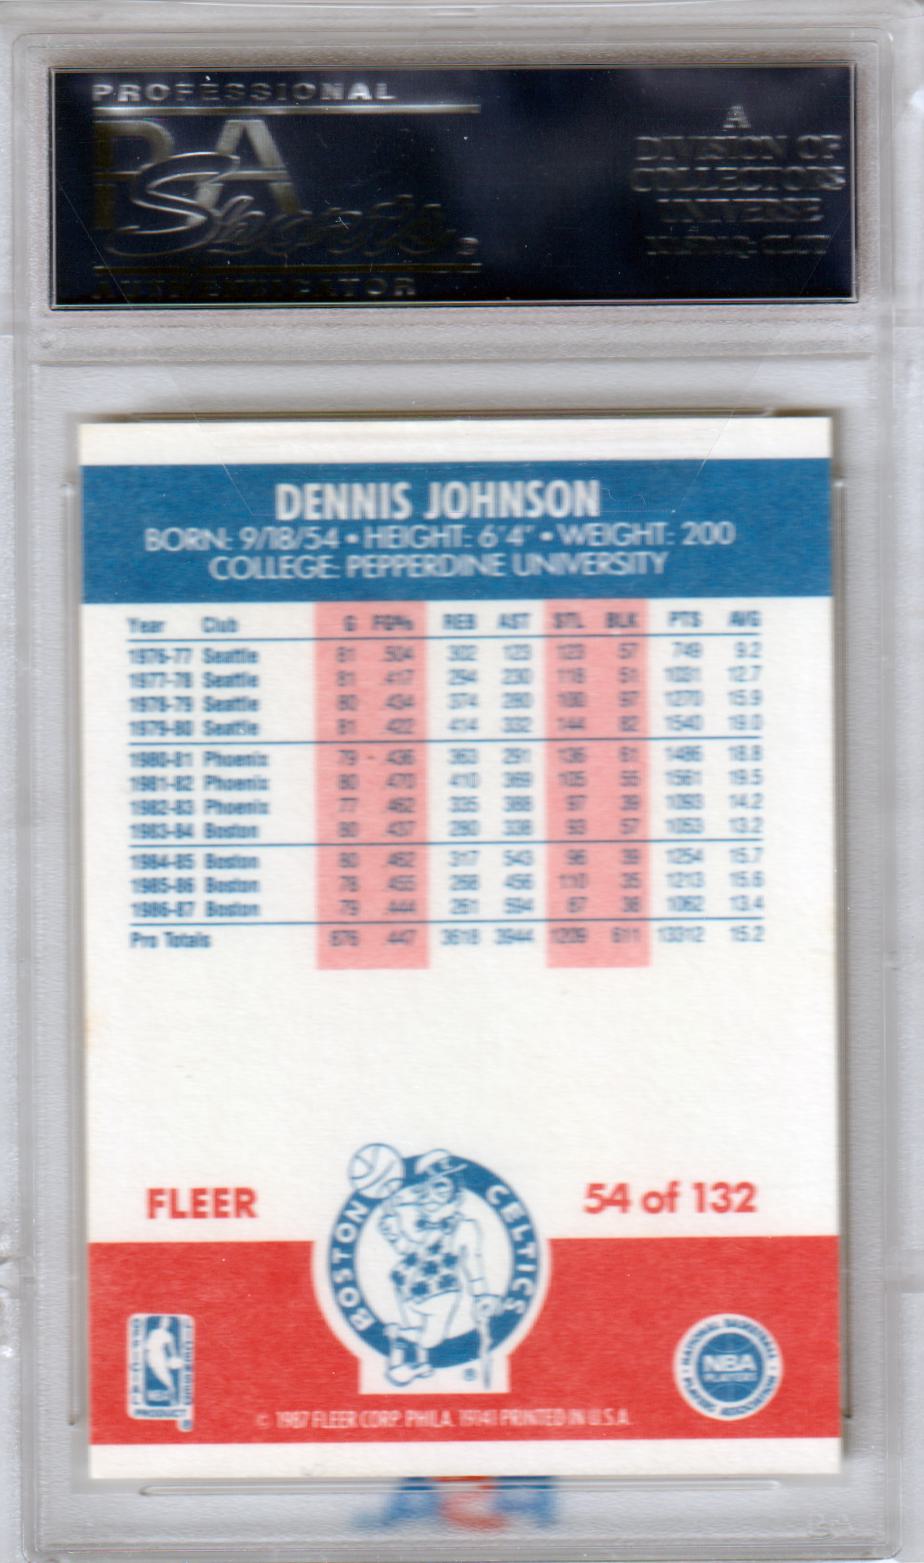 PROFESSIONAL
PSA
Sports
AUTHENTICATOR
A
DIVISION OF
COLLECTOR'S
UNIVERSE
NASDAQ: CLCT
DENNIS JOHNSON
BORN: 9/18/54 • HEIGHT: 6'4" • WEIGHT: 200
COLLEGE: PEPPERDINE UNIVERSITY
Year Club G FG% REB AST STL BLK PTS AVG
1976-77 Seattle 81 .504 302 123 123 57 749 9.2
1977-78 Seattle 81 .417 294 230 118 51 1031 12.7
1978-79 Seattle 80 .434 374 280 100 97 1270 15.9
1979-80 Seattle 81 .422 414 332 144 82 1540 19.0
1980-81 Phoenix 79 .436 363 291 136 61 1486 18.8
1981-82 Phoenix 80 .470 410 369 105 55 1561 19.5
1982-83 Phoenix 77 .462 335 388 97 39 1093 14.2
1983-84 Boston 80 .437 280 338 93 57 1053 13.2
1984-85 Boston 80 .462 317 543 96 39 1254 15.7
1985-86 Boston 78 .455 268 456 110 35 1213 15.6
1986-87 Boston 79 .444 261 594 87 38 1062 13.4
Pro Totals 876 .447 3618 3944 1209 611 13312 15.2
FLEER
54 of 132
BOSTON CELTICS
NBA
PLAYERS
NATIONAL BASKETBALL
PLAYERS ASSOCIATION
© 1987 FLEER CORP. PHILA. 19141 PRINTED IN U.S.A.
PSA